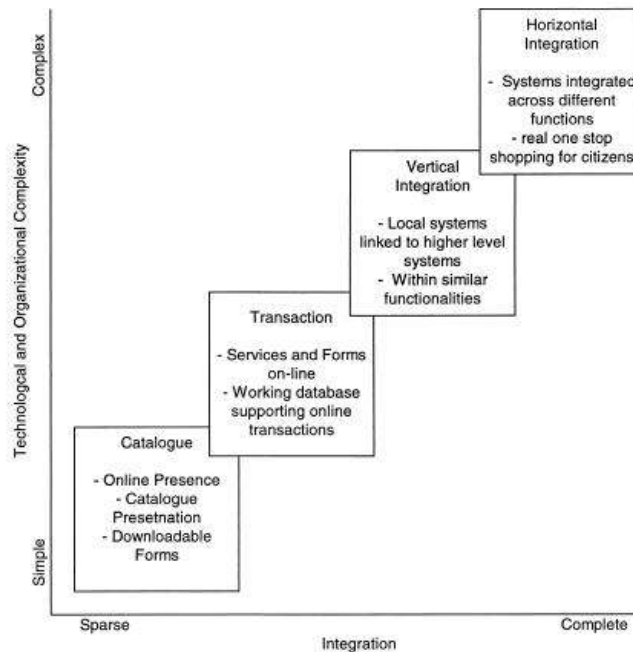 Complex
Technologcal and Organizational Complexity
Simple
Horizontal
Integration
- Systems integrated
across different
functions
- real one stop
shopping for citizens
Vertical
Integration
- Local systems
linked to higher level
systems
- Within similar
functionalities
Transaction
- Services and Forms
on-line
- Working database
supporting online
transactions
Catalogue
- Online Presence
- Catalogue
Presetnation
- Downloadable
Forms
Sparse
Complete
Integration